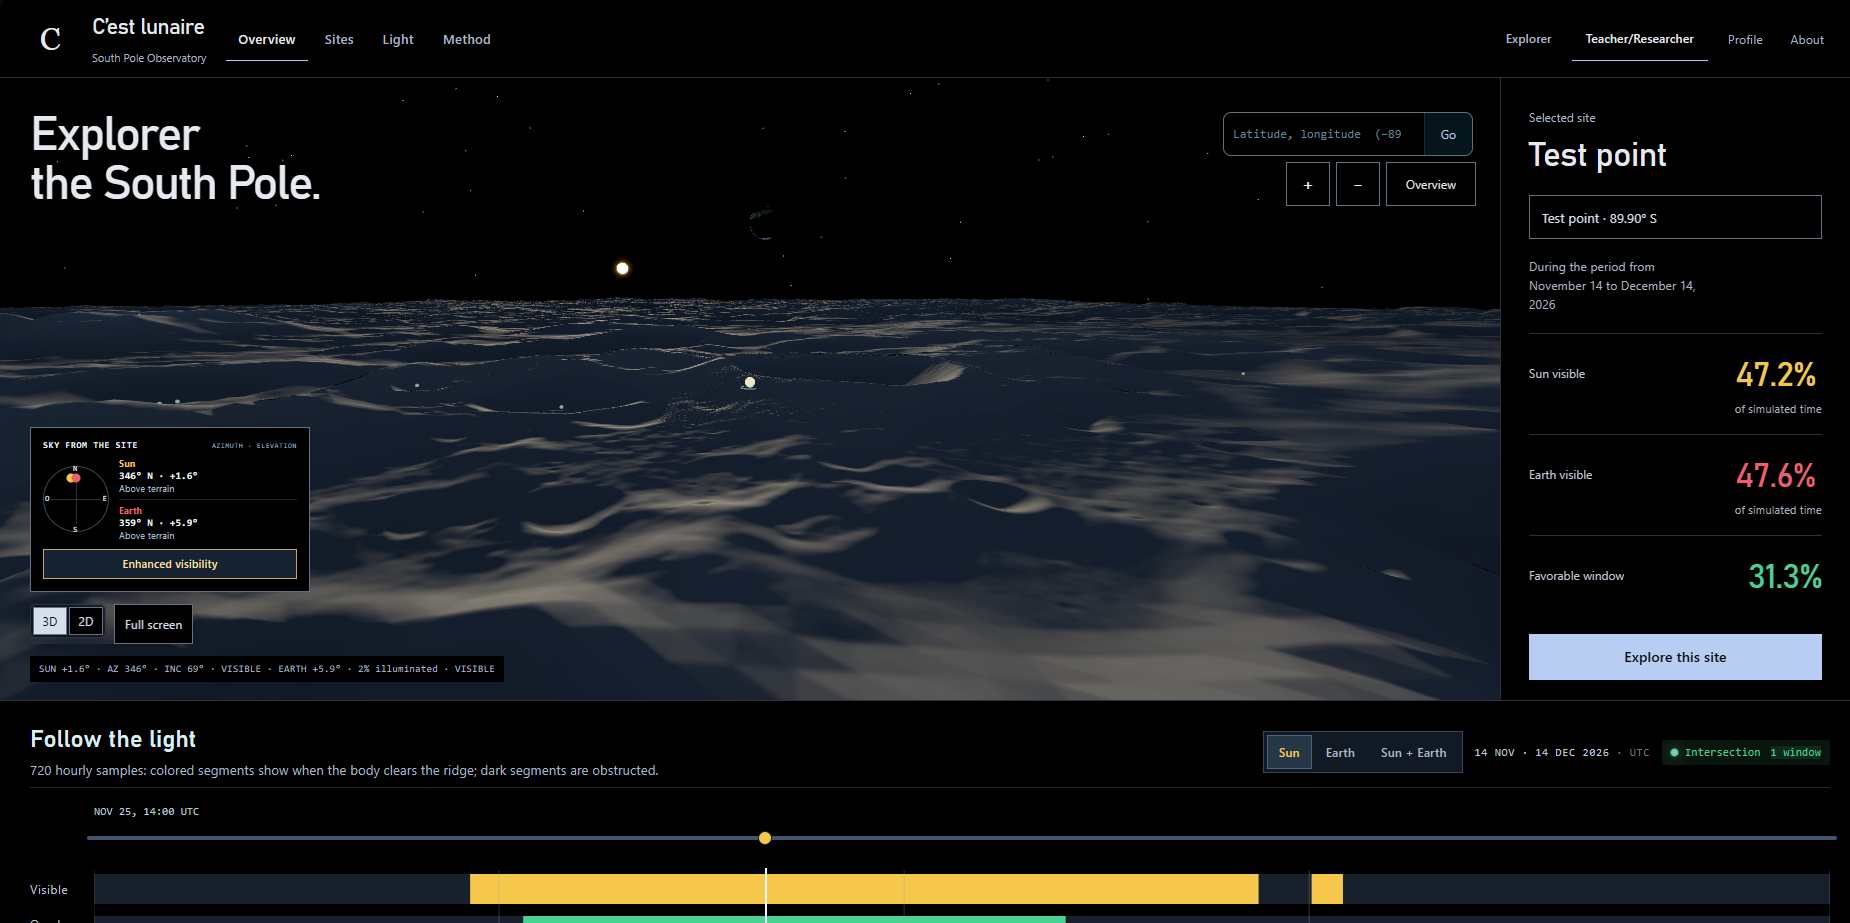 C
C'est lunaire
South Pole Observatory
Overview
Sites
Light
Method
Explorer
Teacher/Researcher
Profile
About
Explorer
the South Pole.
Latitude, longitude (-89
Go
+
−
Overview
SKY FROM THE SITE
AZIMUTH · ELEVATION
N
O
E
S
Sun
346° N · +1.6°
Above terrain
Earth
359° N · +5.9°
Above terrain
Enhanced visibility
3D
2D
Full screen
SUN +1.6° · AZ 346° · INC 69° · VISIBLE · EARTH +5.9° · 2% illuminated · VISIBLE
Selected site
Test point
Test point · 89.90° S
During the period from
November 14 to December 14,
2026
Sun visible
47.2%
of simulated time
Earth visible
47.6%
of simulated time
Favorable window
31.3%
Explore this site
Follow the light
720 hourly samples: colored segments show when the body clears the ridge; dark segments are obstructed.
Sun
Earth
Sun + Earth
14 NOV · 14 DEC 2026 · UTC
Intersection 1 window
NOV 25, 14:00 UTC
Visible